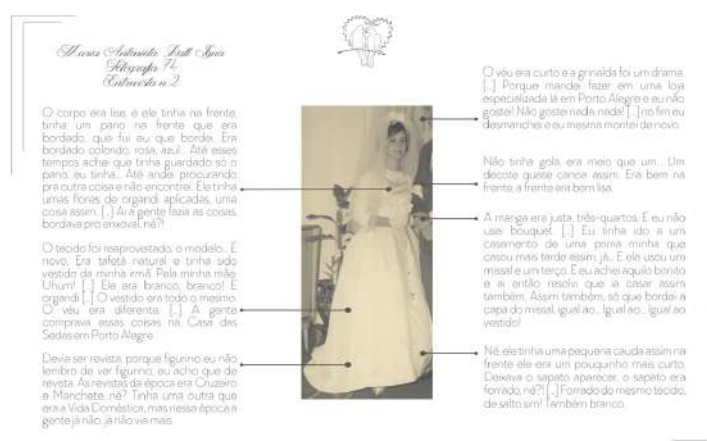 Maria Antonieta Dall' Igna
Fotografia 74
Entrevista n.2
O corpo era lisa, e ele tinha na frente,
tinha um pano na frente que era
bordado, que fui eu que bordei. Era
bordado colorido, rosa, azul... Até esses
tempos achei que tinha guardado só o
pano, eu tinha... Até andei procurando
pra outra coisa e não encontrei. Ele tinha
umas flores de organdi aplicadas, uma
coisa assim. [...] Aí a gente fazia as coisas,
bordava pro enxoval, né?!
O tecido foi reaproveitado, o modelo... É
novo. Era tafetá natural e tinha sido
vestido da minha irmã. Pela minha mãe.
Uhum! [...] Ele era branco, branco! E
organdi [...] O vestido era todo o mesmo.
O véu era diferente. [...] A gente
comprava essas coisas na Casa das
Sedas em Porto Alegre.
Devia ser revista, porque figurino eu não
lembro de ver figurino, eu acho que de
revista. As revistas da época era Cruzeiro
e Manchete, né? Tinha uma outra que
era a Vida Doméstica, mas nessa época a
gente já não, já não via mais.
O véu era curto e a grinalda foi um drama.
[...] Porque mandei fazer em uma loja
especializada lá em Porto Alegre e eu não
gostei! Não gostei nada, nada! [...] no fim eu
desmanchei e eu mesma montei de novo.
Não tinha gola, era meio que um... Um
decote quase canoa assim. Era bem na
frente, a frente era bem lisa.
A manga era justa, três-quartos. E eu não
usei bouquet. [...] Eu tinha ido a um
casamento de uma prima minha que
casou mais tarde assim, já... E ela usou um
missal e um terço. E eu achei aquilo bonito
e aí então resolvi que ia casar assim
também. Assim também, só que bordei a
capa do missal, igual ao... Igual ao... Igual ao
vestido!
Né, ele tinha uma pequena cauda assim na
frente ele era um pouquinho mais curto.
Deixava o sapato aparecer, o sapato era
forrado, né?! [...] Forrado do mesmo tecido,
de salto sim! Também branco.